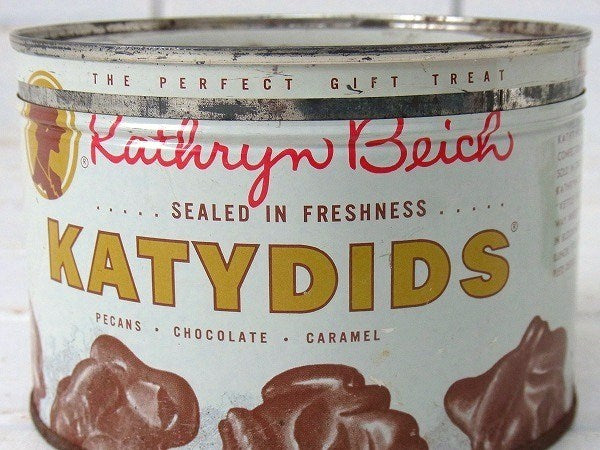 THE PERFECT GIFT TREAT
Kathryn Beich
®
..... SEALED IN FRESHNESS .....
KATYDIDS®
PECANS • CHOCOLATE • CARAMEL